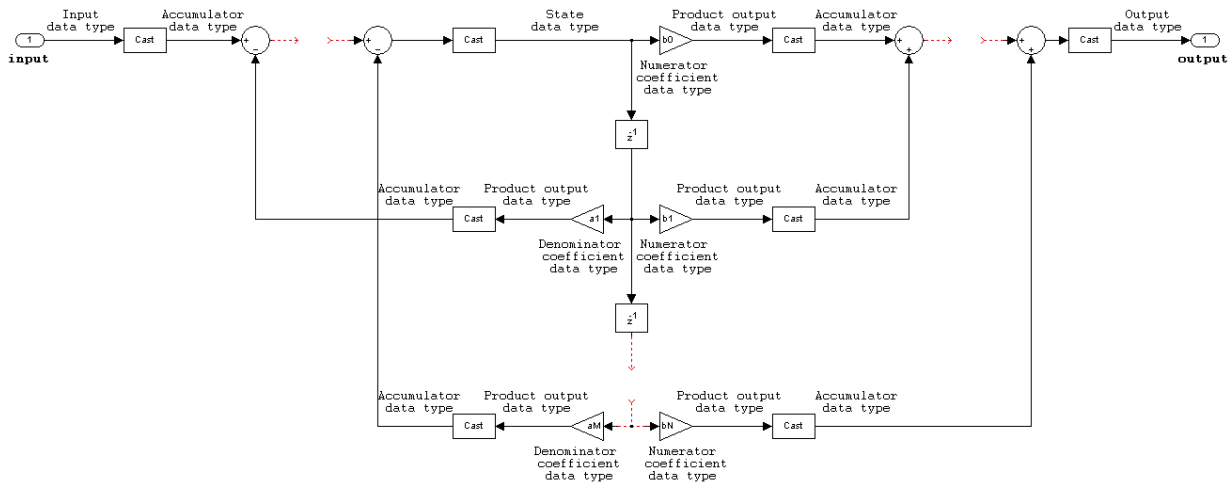 Input
data type
Accumulator
data type
State
data type
Product output
data type
Accumulator
data type
Output
data type
1
input
Cast
+
−
+
−
Cast
b0
Cast
+
+
+
+
Cast
1
output
Numerator
coefficient
data type
z-1
Accumulator
data type
Product output
data type
Product output
data type
Accumulator
data type
Cast
a1
b1
Cast
Denominator
coefficient
data type
Numerator
coefficient
data type
z-1
Accumulator
data type
Product output
data type
Product output
data type
Accumulator
data type
Cast
aM
bN
Cast
Denominator
coefficient
data type
Numerator
coefficient
data type